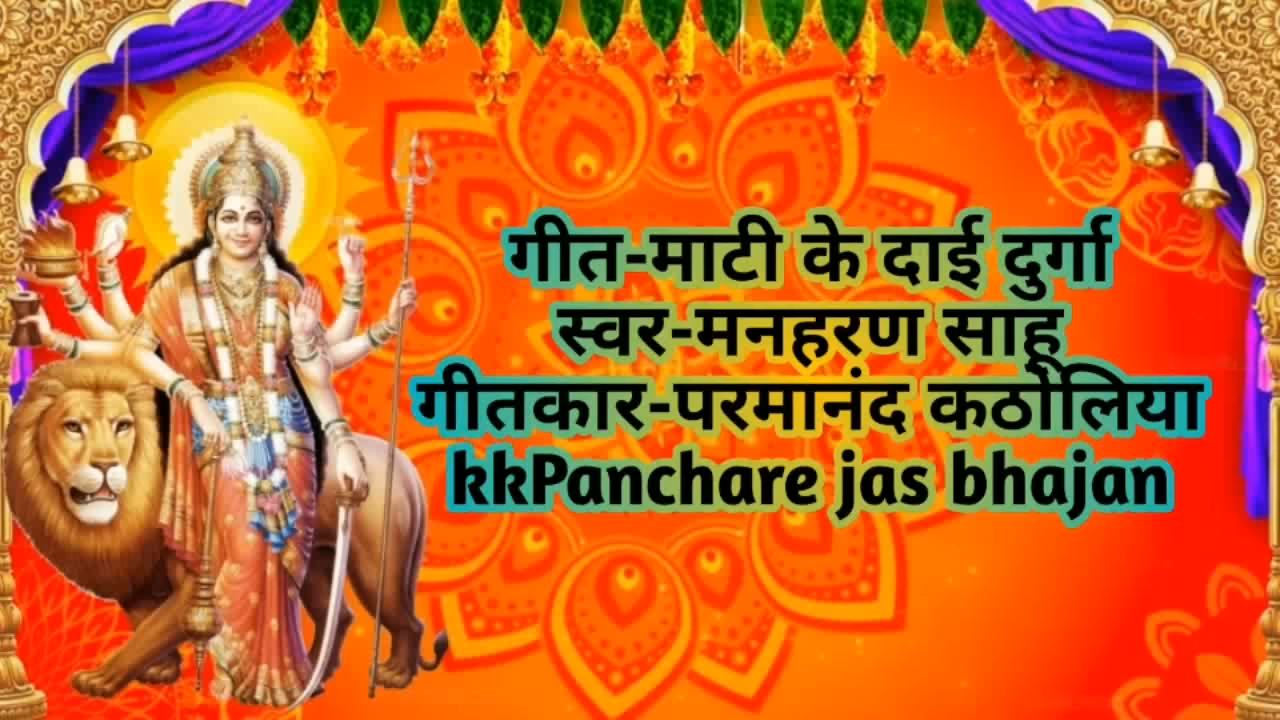 गीत-माटी के दाई दुर्गा
स्वर-मनहरण साहू
गीतकार-परमानंद कठोलिया
kkPanchare jas bhajan